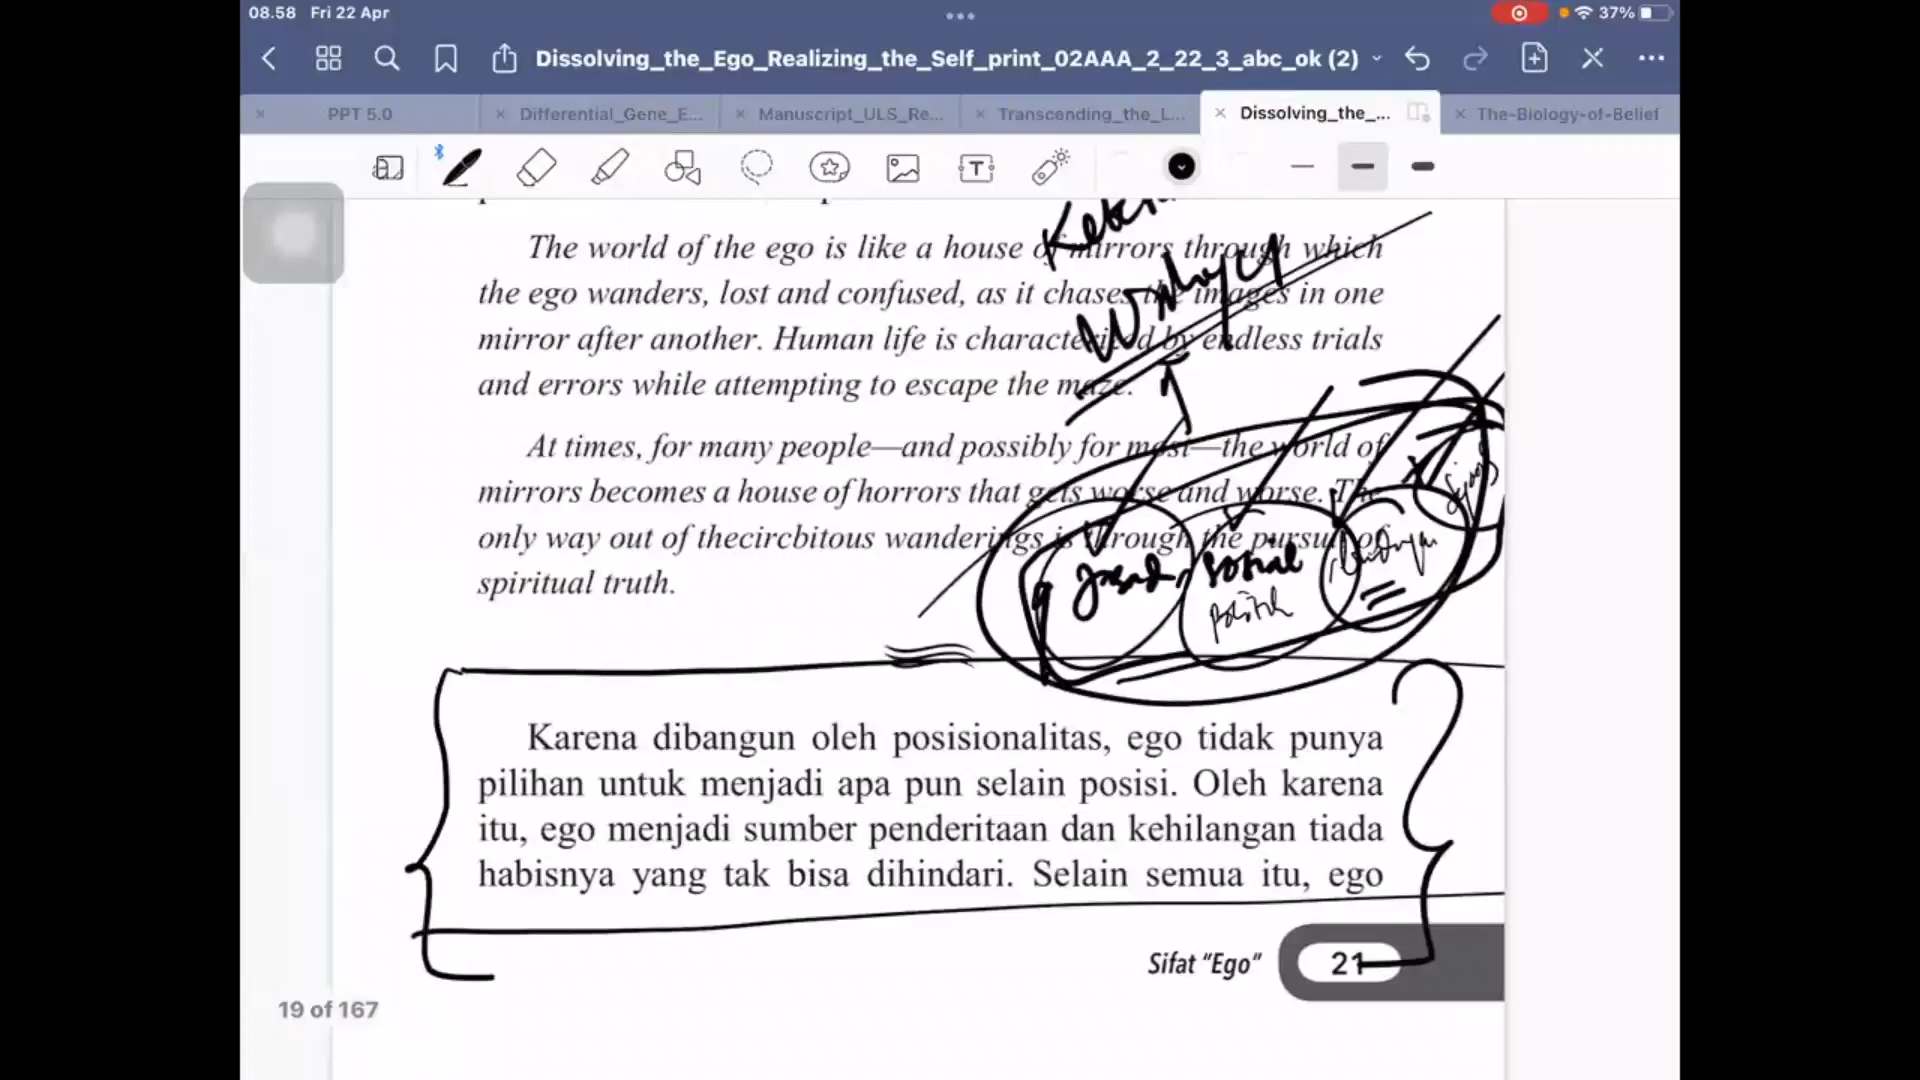 08.58 Fri 22 Apr
37%
Dissolving_the_Ego_Realizing_the_Self_print_02AAA_2_22_3_abc_ok (2)
PPT 5.0
Differential_Gene_E...
Manuscript_ULS_Re...
Transcending_the_L...
Dissolving_the_...
The-Biology-of-Belief
The world of the ego is like a house of mirrors through which
the ego wanders, lost and confused, as it chases the images in one
mirror after another. Human life is characterized by endless trials
and errors while attempting to escape the maze.
At times, for many people—and possibly for most—the world of
mirrors becomes a house of horrors that gets worse and worse. The
only way out of thecircbitous wanderings is through the pursuit of
spiritual truth.
sosial
politik
Karena dibangun oleh posisionalitas, ego tidak punya
pilihan untuk menjadi apa pun selain posisi. Oleh karena
itu, ego menjadi sumber penderitaan dan kehilangan tiada
habisnya yang tak bisa dihindari. Selain semua itu, ego
Sifat “Ego” 21
19 of 167